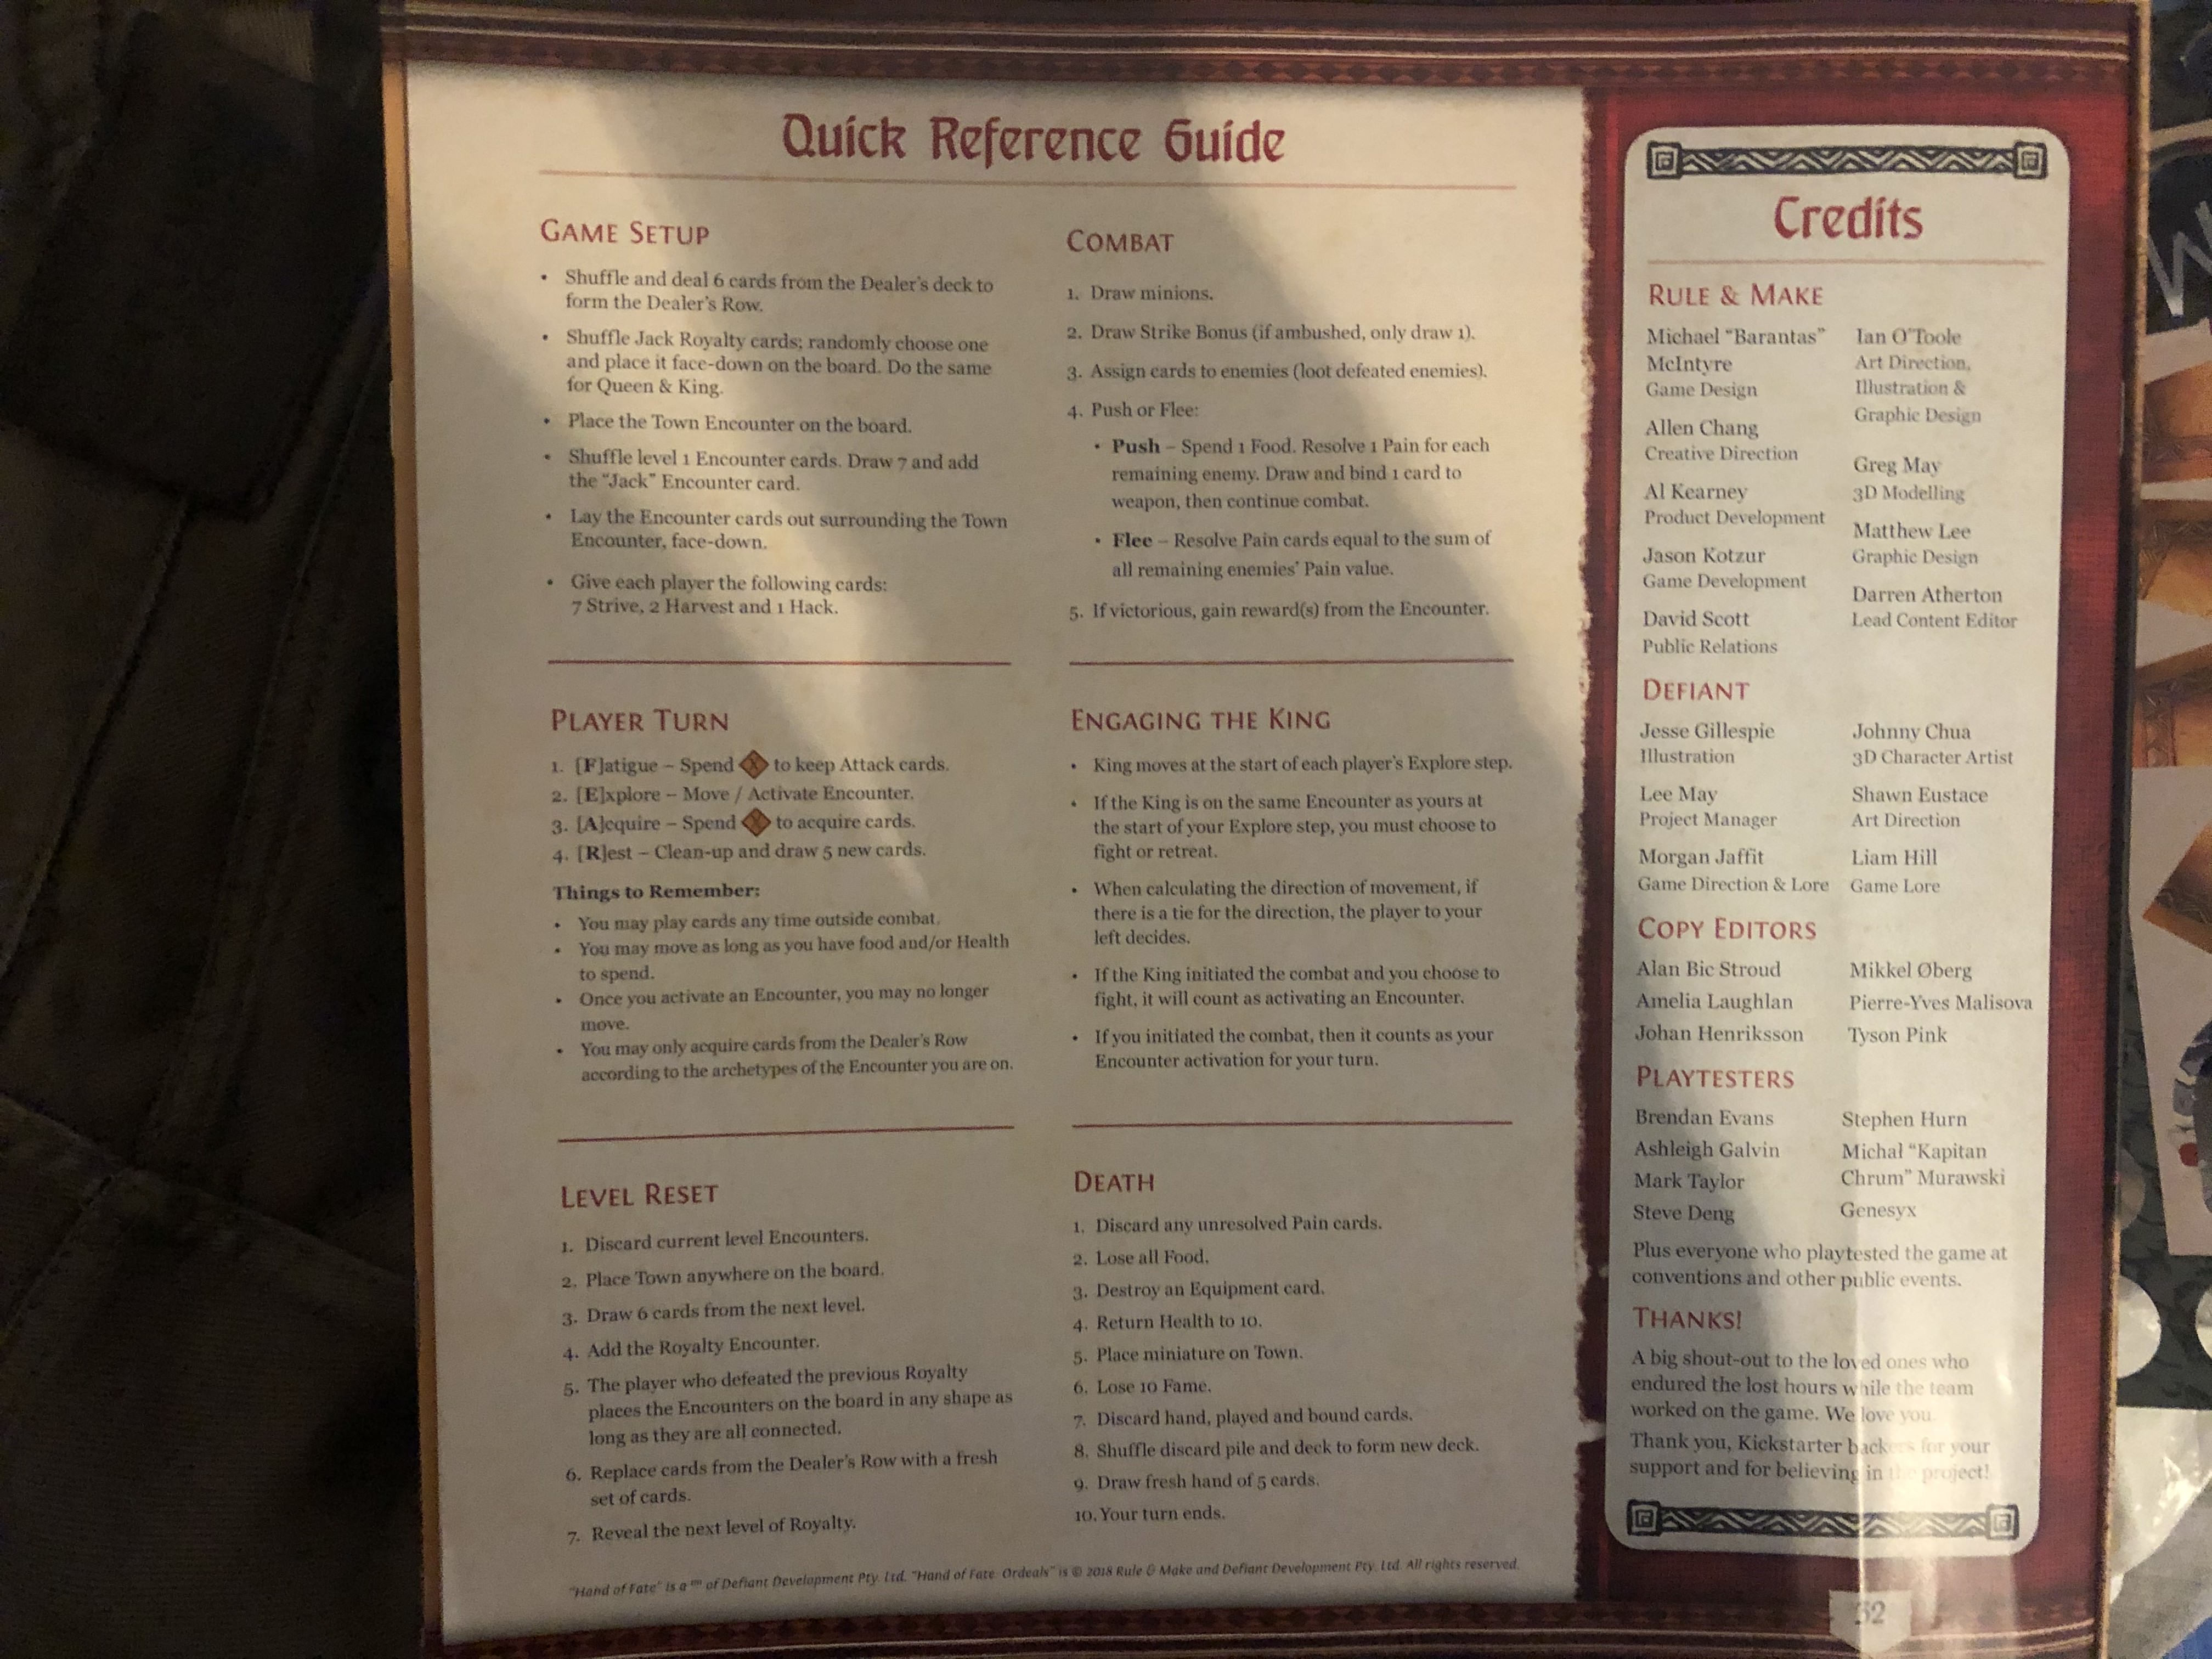 Quick Reference Guide
GAME SETUP
• Shuffle and deal 6 cards from the Dealer's deck to
form the Dealer's Row.
• Shuffle Jack Royalty cards; randomly choose one
and place it face-down on the board. Do the same
for Queen & King.
• Place the Town Encounter on the board.
• Shuffle level 1 Encounter cards. Draw 7 and add
the "Jack" Encounter card.
• Lay the Encounter cards out surrounding the Town
Encounter, face-down.
• Give each player the following cards:
7 Strive, 2 Harvest and 1 Hack.
PLAYER TURN
1. [F]atigue – Spend X to keep Attack cards.
2. [E]xplore – Move / Activate Encounter.
3. [A]cquire – Spend X to acquire cards.
4. [R]est – Clean-up and draw 5 new cards.
Things to Remember:
• You may play cards any time outside combat.
• You may move as long as you have food and/or Health
to spend.
• Once you activate an Encounter, you may no longer
move.
• You may only acquire cards from the Dealer's Row
according to the archetypes of the Encounter you are on.
LEVEL RESET
1. Discard current level Encounters.
2. Place Town anywhere on the board.
3. Draw 6 cards from the next level.
4. Add the Royalty Encounter.
5. The player who defeated the previous Royalty
places the Encounters on the board in any shape as
long as they are all connected.
6. Replace cards from the Dealer's Row with a fresh
set of cards.
7. Reveal the next level of Royalty.
COMBAT
1. Draw minions.
2. Draw Strike Bonus (if ambushed, only draw 1).
3. Assign cards to enemies (loot defeated enemies).
4. Push or Flee:
• Push – Spend 1 Food. Resolve 1 Pain for each
remaining enemy. Draw and bind 1 card to
weapon, then continue combat.
• Flee – Resolve Pain cards equal to the sum of
all remaining enemies' Pain value.
5. If victorious, gain reward(s) from the Encounter.
ENGAGING THE KING
• King moves at the start of each player's Explore step.
• If the King is on the same Encounter as yours at
the start of your Explore step, you must choose to
fight or retreat.
• When calculating the direction of movement, if
there is a tie for the direction, the player to your
left decides.
• If the King initiated the combat and you choose to
fight, it will count as activating an Encounter.
• If you initiated the combat, then it counts as your
Encounter activation for your turn.
DEATH
1. Discard any unresolved Pain cards.
2. Lose all Food.
3. Destroy an Equipment card.
4. Return Health to 10.
5. Place miniature on Town.
6. Lose 10 Fame.
7. Discard hand, played and bound cards.
8. Shuffle discard pile and deck to form new deck.
9. Draw fresh hand of 5 cards.
10. Your turn ends.
"Hand of Fate" is a ™ of Defiant Development Pty. Ltd. "Hand of Fate: Ordeals" is © 2018 Rule & Make and Defiant Development Pty. Ltd. All rights reserved.
Credits
RULE & MAKE
Michael "Barantas"
McIntyre
Game Design
Allen Chang
Creative Direction
Al Kearney
Product Development
Jason Kotzur
Game Development
David Scott
Public Relations
Ian O'Toole
Art Direction,
Illustration &
Graphic Design
Greg May
3D Modelling
Matthew Lee
Graphic Design
Darren Atherton
Lead Content Editor
DEFIANT
Jesse Gillespie
Illustration
Lee May
Project Manager
Morgan Jaffit
Game Direction & Lore
Johnny Chua
3D Character Artist
Shawn Eustace
Art Direction
Liam Hill
Game Lore
COPY EDITORS
Alan Bic Stroud
Amelia Laughlan
Johan Henriksson
Mikkel Øberg
Pierre-Yves Malisova
Tyson Pink
PLAYTESTERS
Brendan Evans
Ashleigh Galvin
Mark Taylor
Steve Deng
Stephen Hurn
Michał "Kapitan
Chrum" Murawski
Genesyx
Plus everyone who playtested the game at
conventions and other public events.
THANKS!
A big shout-out to the loved ones who
endured the lost hours while the team
worked on the game. We love you.
Thank you, Kickstarter backers for your
support and for believing in the project!
32